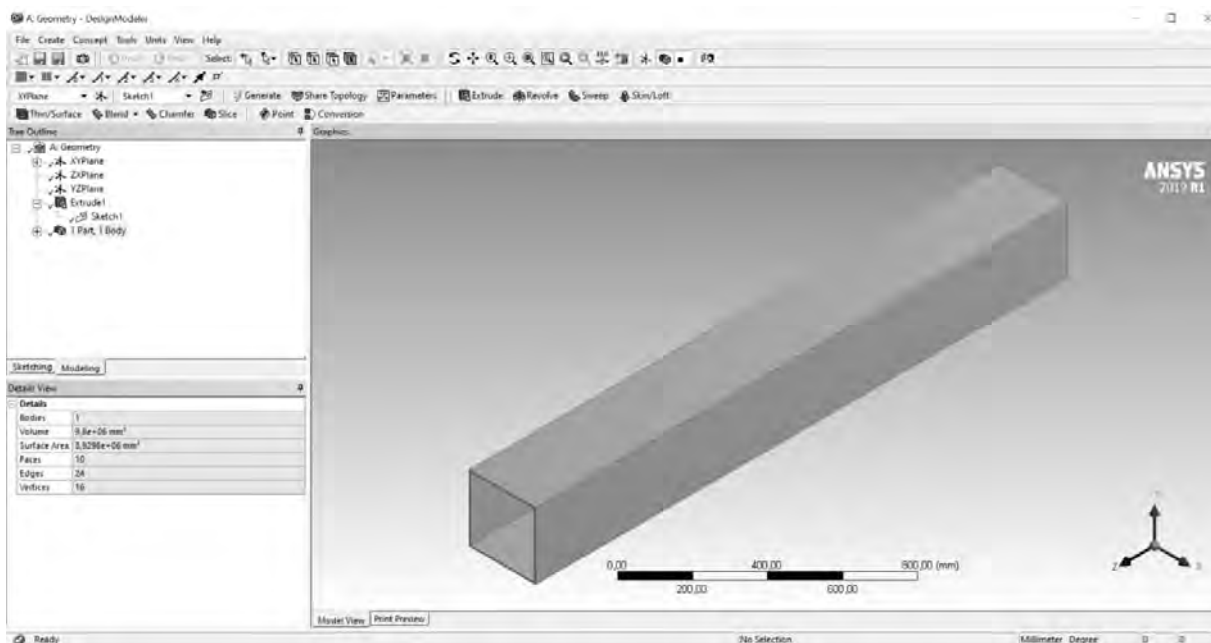 A: Geometry - DesignModeler
File Create Concept Tools Units View Help
Select:
XYPlane Sketch1 Generate Share Topology Parameters Extrude Revolve Sweep Skin/Loft
Thin/Surface Blend Chamfer Slice Point Conversion
Tree Outline
A: Geometry
XYPlane
ZXPlane
YZPlane
Extrude1
Sketch1
1 Part, 1 Body
Sketching Modeling
Details View
Details
Bodies 1
Volume 9,8e+06 mm³
Surface Area 3,9298e+06 mm²
Faces 10
Edges 24
Vertices 16
Graphics
ANSYS
2019 R1
0,00 400,00 800,00 (mm)
200,00 600,00
Y
Z X
Model View Print Preview
Ready No Selection Millimeter Degree 0 0